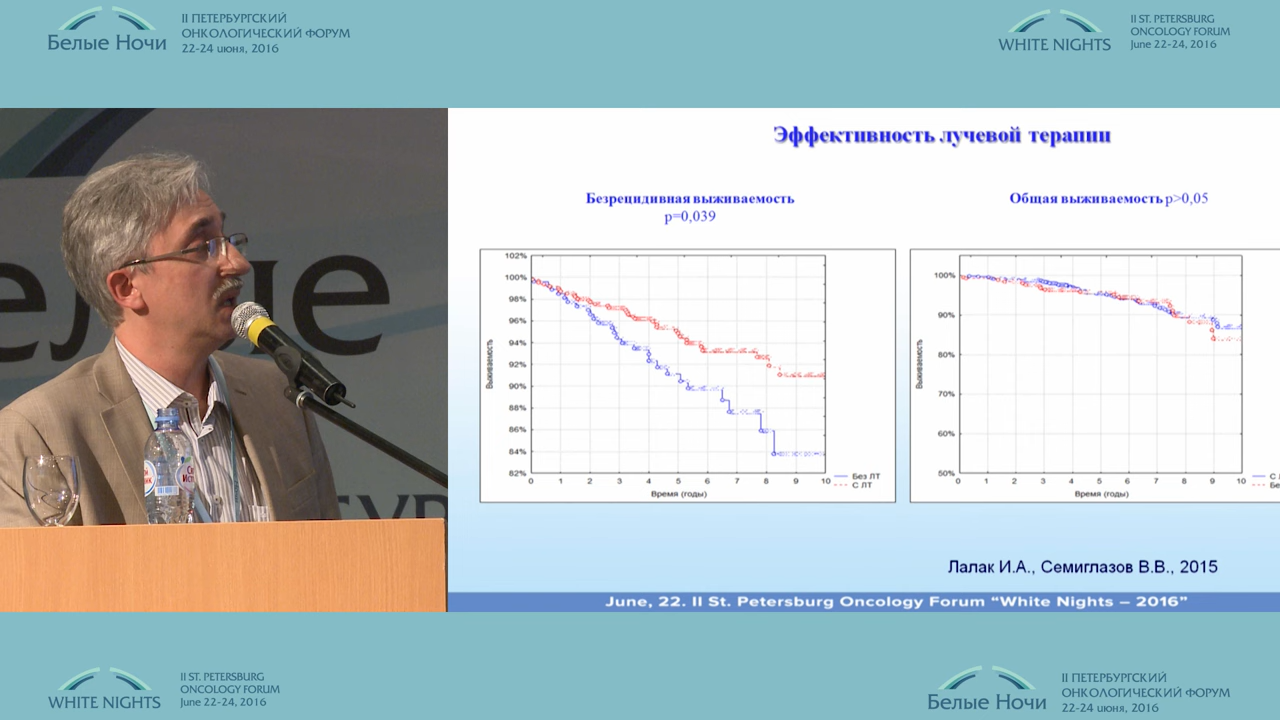 Белые Ночи
II ПЕТЕРБУРГСКИЙ
ОНКОЛОГИЧЕСКИЙ ФОРУМ
22-24 июня, 2016
WHITE NIGHTS
II ST. PETERSBURG
ONCOLOGY FORUM
June 22-24, 2016
Эффективность лучевой терапии
Безрецидивная выживаемость
p=0,039
Общая выживаемость p>0,05
102%
100%
98%
96%
94%
92%
90%
88%
86%
84%
82%
Выживаемость
0 1 2 3 4 5 6 7 8 9 10
Время (годы)
Без ЛТ
С ЛТ
100%
90%
80%
70%
60%
50%
Выживаемость
0 1 2 3 4 5 6 7 8 9 10
Время (годы)
Лалак И.А., Семиглазов В.В., 2015
June, 22. II St. Petersburg Oncology Forum “White Nights – 2016”
WHITE NIGHTS
II ST. PETERSBURG
ONCOLOGY FORUM
June 22-24, 2016
Белые Ночи
II ПЕТЕРБУРГСКИЙ
ОНКОЛОГИЧЕСКИЙ ФОРУМ
22-24 июня, 2016